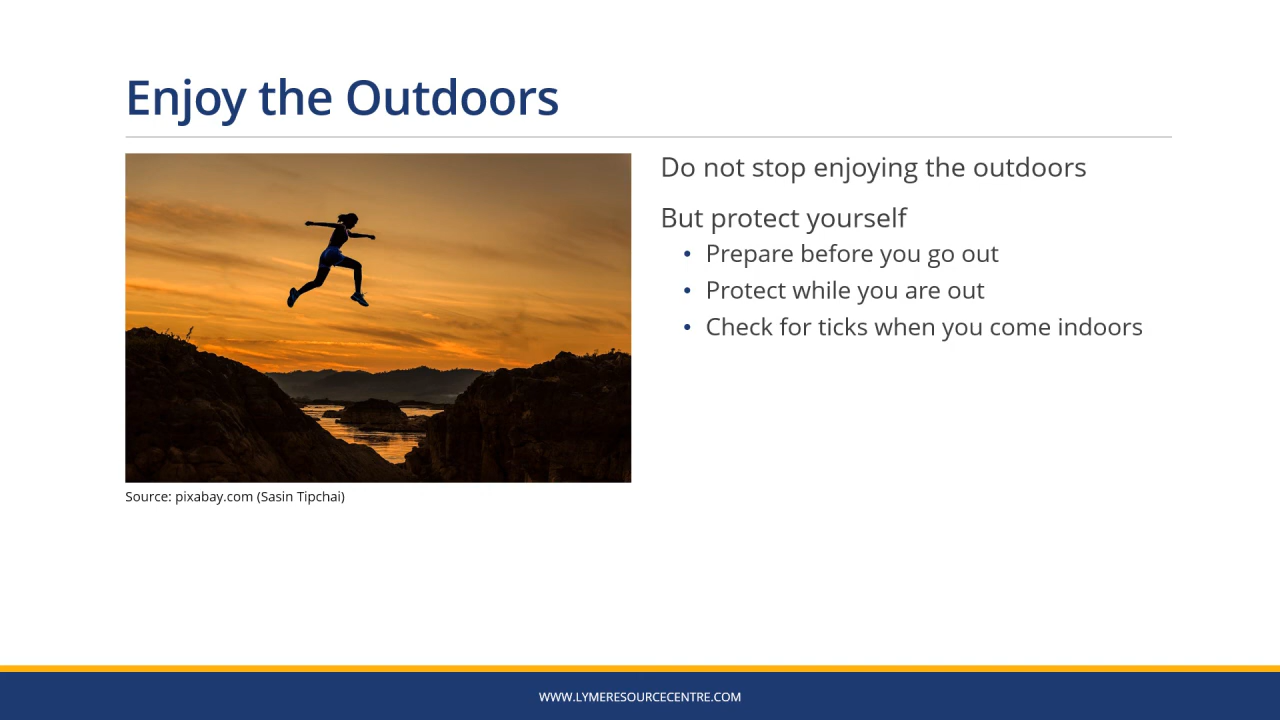 Enjoy the Outdoors
Do not stop enjoying the outdoors
But protect yourself
• Prepare before you go out
• Protect while you are out
• Check for ticks when you come indoors
Source: pixabay.com (Sasin Tipchai)
WWW.LYMERESOURCECENTRE.COM